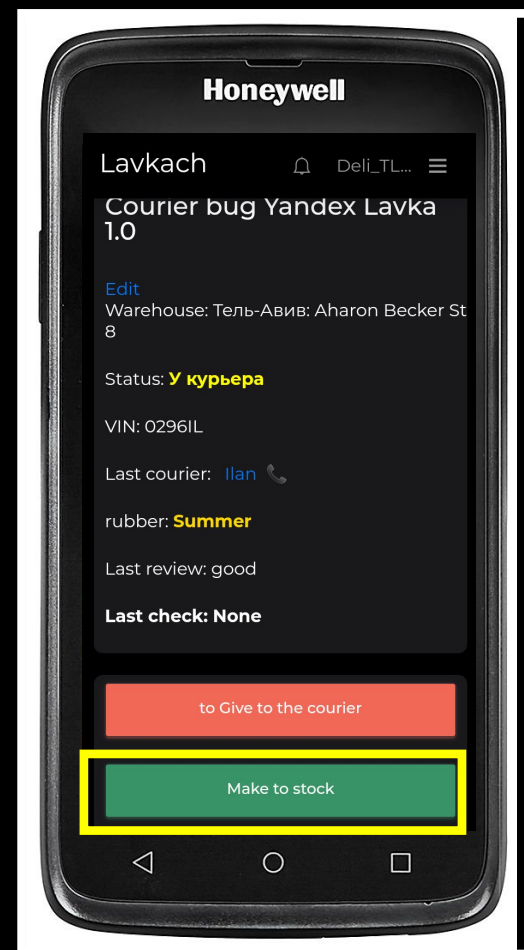 Honeywell
Lavkach
Deli_TL...
Courier bug Yandex Lavka
1.0
Edit
Warehouse: Тель-Авив: Aharon Becker St
8
Status: У курьера
VIN: 0296IL
Last courier: Ilan
rubber: Summer
Last review: good
Last check: None
to Give to the courier
Make to stock